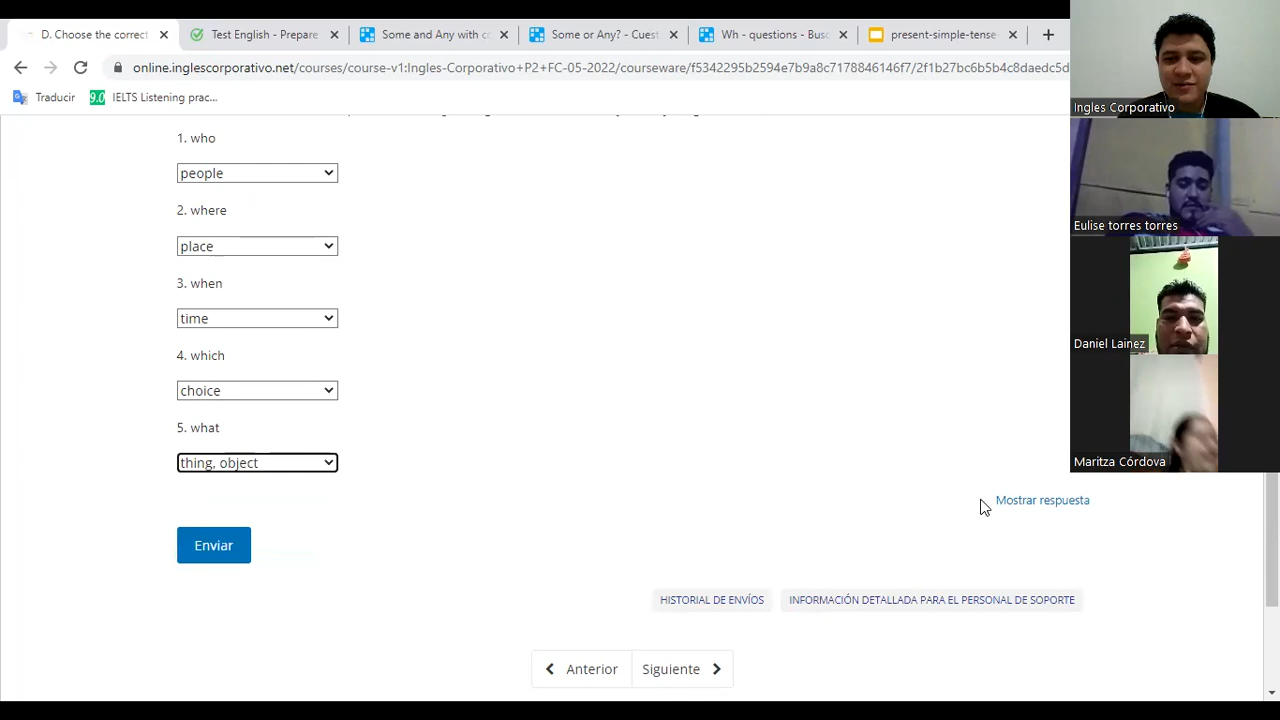 D. Choose the correct
Test English - Prepare
Some and Any with co
Some or Any? - Cuest
Wh - questions - Busc
present-simple-tense-
online.inglescorporativo.net/courses/course-v1:Ingles-Corp
+P2+FC-05-2022/courseware/f5342295b2594e7b9a8c7178846146f7/2f1b27bc6b5b4c8daedc5d
Traducir
9.0 IELTS Listening prac...
1. who
people
2. where
place
3. when
time
4. which
choice
5. what
thing, object
Mostrar respuesta
Enviar
HISTORIAL DE ENVÍOS
INFORMACIÓN DETALLADA PARA EL PERSONAL DE SOPORTE
Anterior
Siguiente
Ingles Corporativo
Eulise torres torres
Daniel Lainez
Maritza Córdova